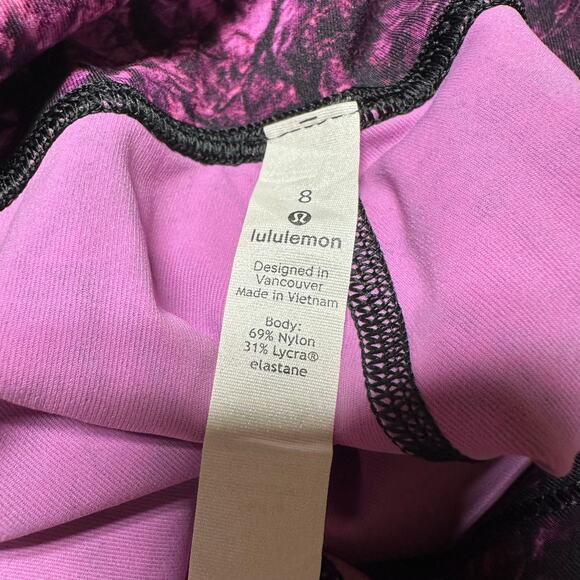 8
lululemon
Designed in
Vancouver
Made in Vietnam
Body:
69% Nylon
31% Lycra®
elastane